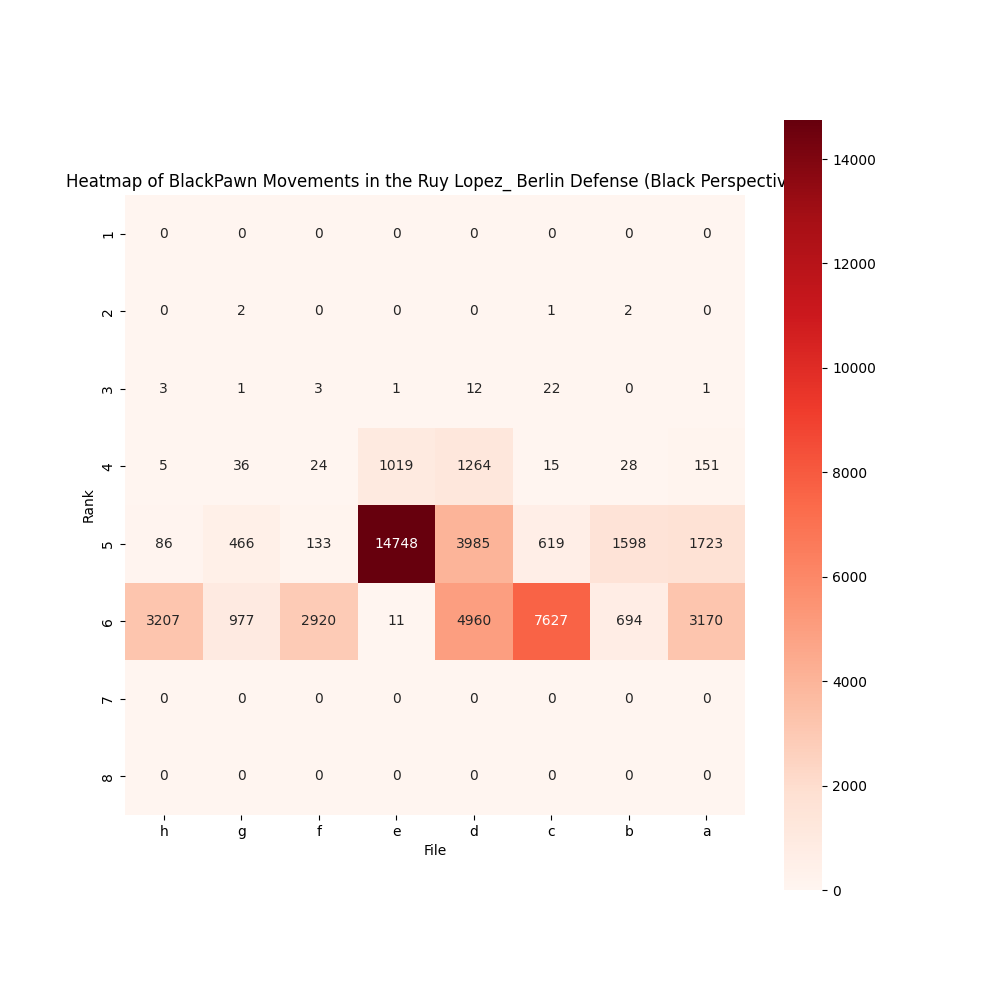 Heatmap of BlackPawn Movements in the Ruy Lopez_ Berlin Defense (Black Perspectiv
14000
12000
10000
8000
6000
4000
2000
0
Rank
1 0 0 0 0 0 0 0 0
2 0 2 0 0 0 1 2 0
3 3 1 3 1 12 22 0 1
4 5 36 24 1019 1264 15 28 151
5 86 466 133 14748 3985 619 1598 1723
6 3207 977 2920 11 4960 7627 694 3170
7 0 0 0 0 0 0 0 0
8 0 0 0 0 0 0 0 0
h g f e d c b a
File